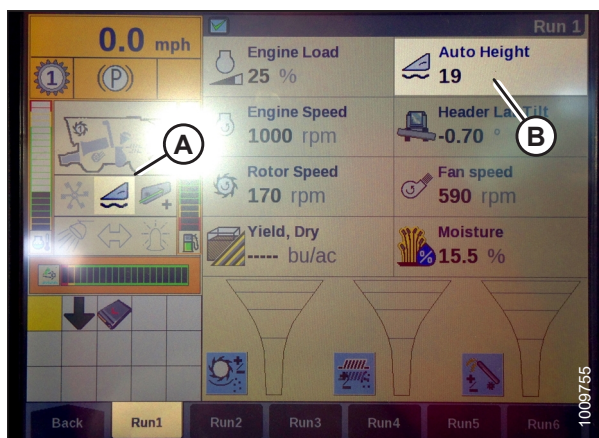 0.0 mph
Run 1
1
(P)
Engine Load
25 %
Auto Height
19
Engine Speed
1000 rpm
-0.70 °
Rotor Speed
170 rpm
Fan speed
590 rpm
Yield, Dry
----- bu/ac
Moisture
15.5 %
A
B
Back
Run1
Run2
Run3
Run4
Run5
Run6
1009755